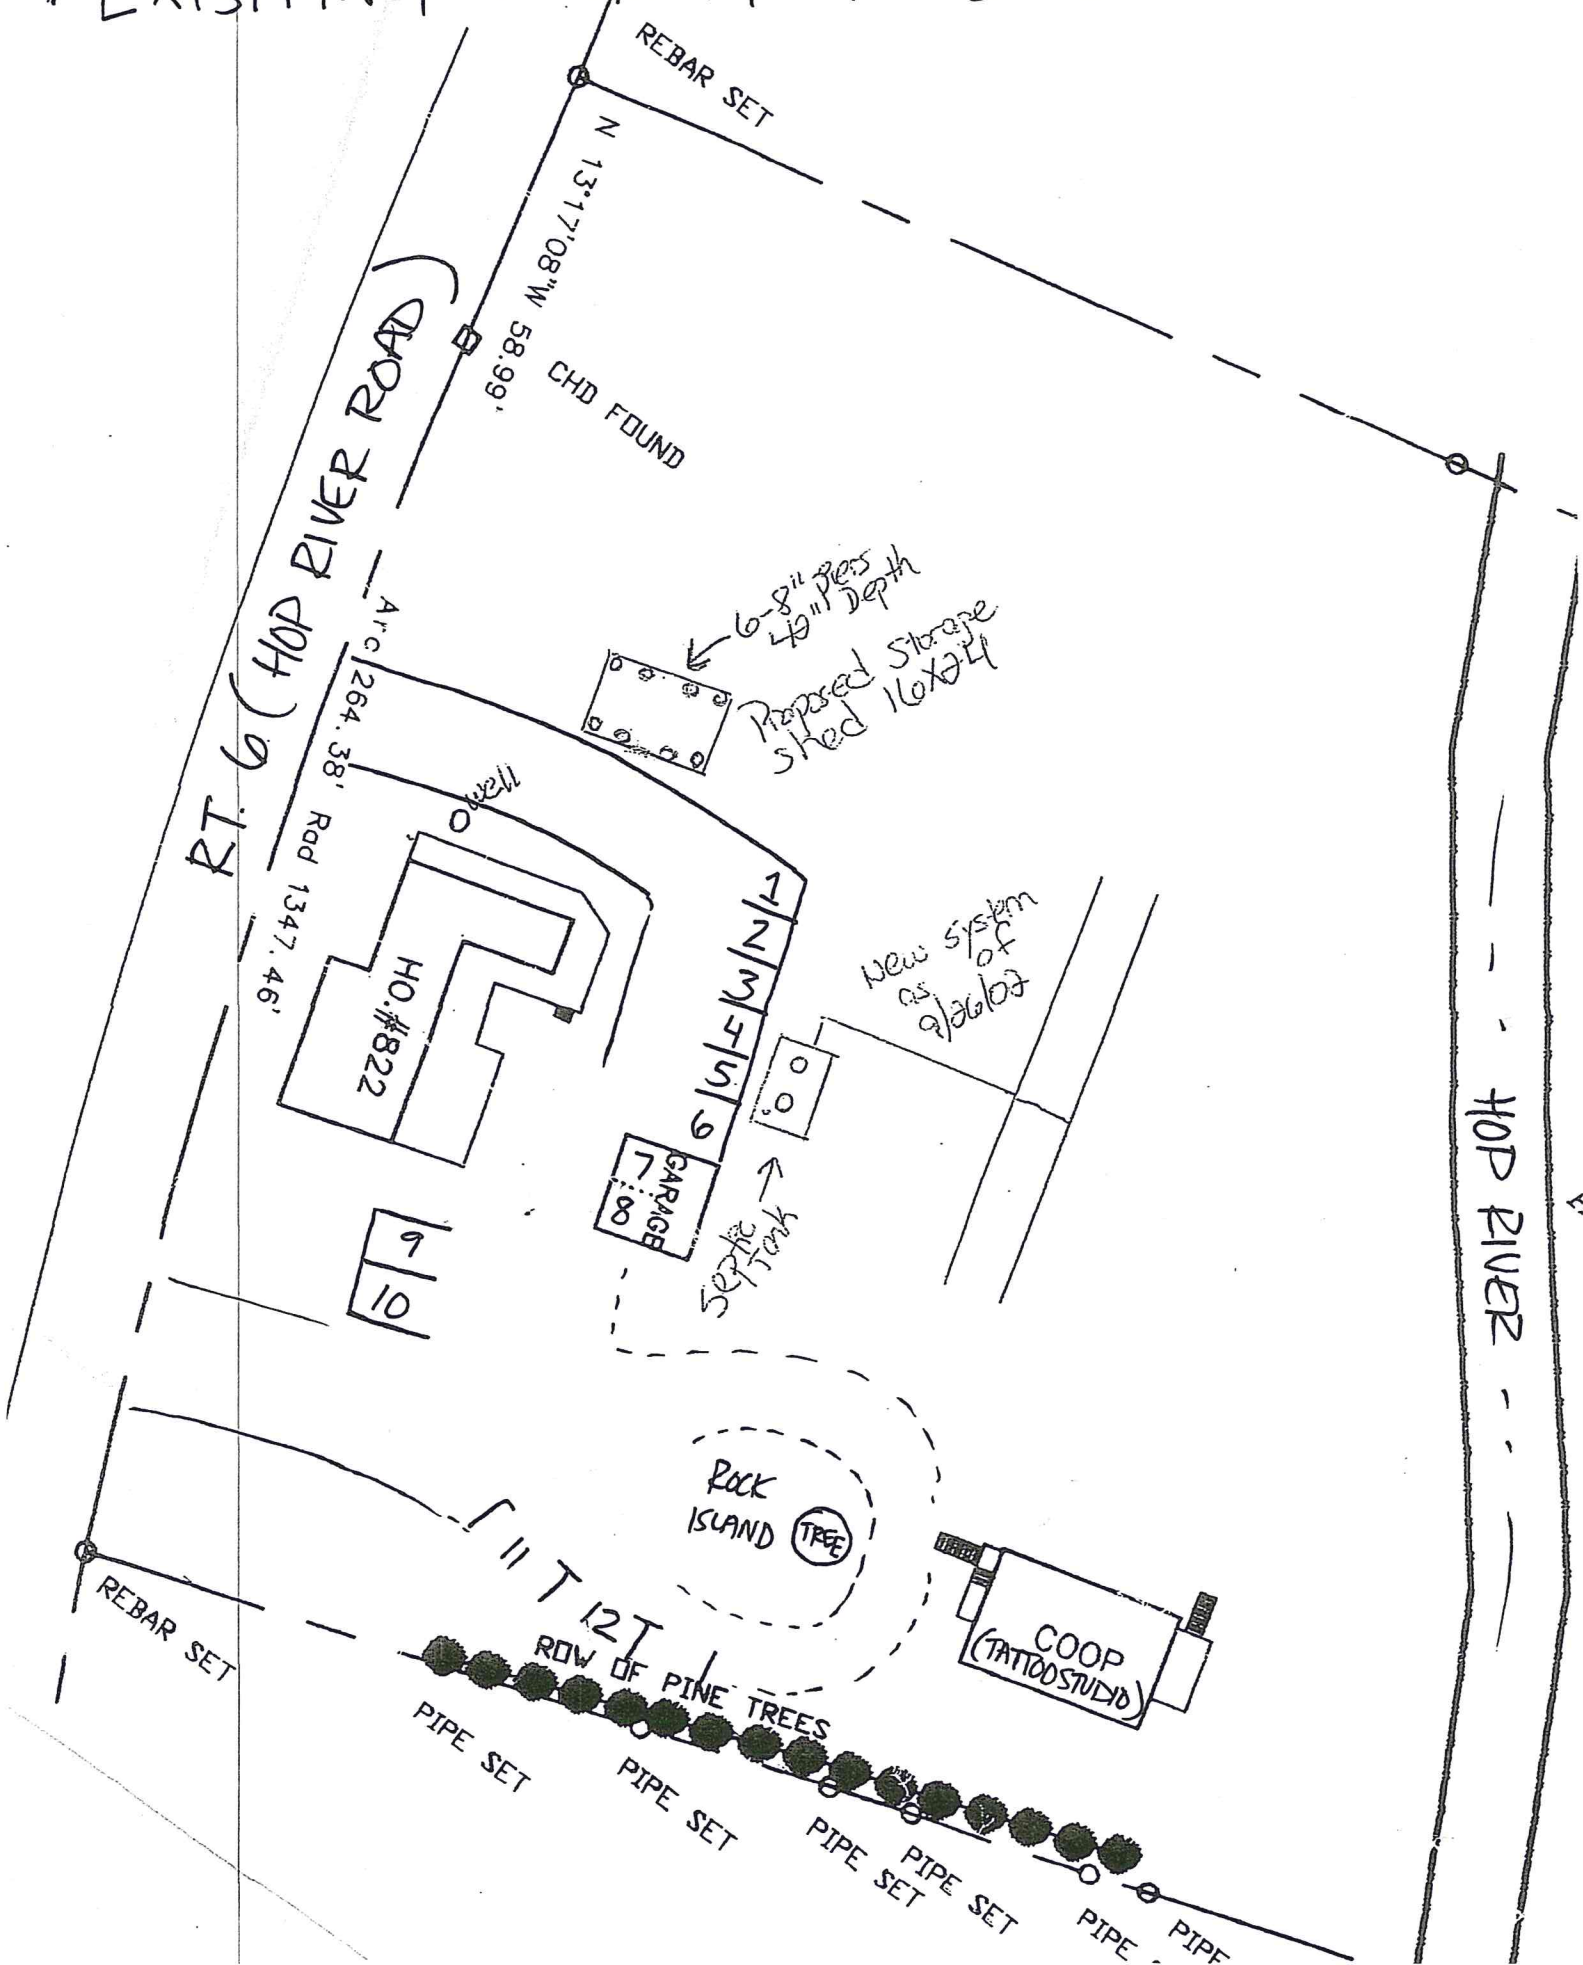 REBAR SET
N 13°17'08"W 58.99'
CHD FOUND
RT. 6 (HOP RIVER ROAD)
Arc 264.38' Rad 1347.46'
6-8" Piers
42" Depth
Proposed Storage
shed 16x24
well
HO.#822
1
2
3
4
5
6
7
8
GARAGE
9
10
New system
as of
9/26/02
Septic
Tank
HOP RIVER
ROCK
ISLAND
TREE
COOP
(TATTOO STUDIO)
11
12
ROW OF PINE TREES
REBAR SET
PIPE SET
PIPE SET
PIPE SET
PIPE SET
PIPE
PIPE